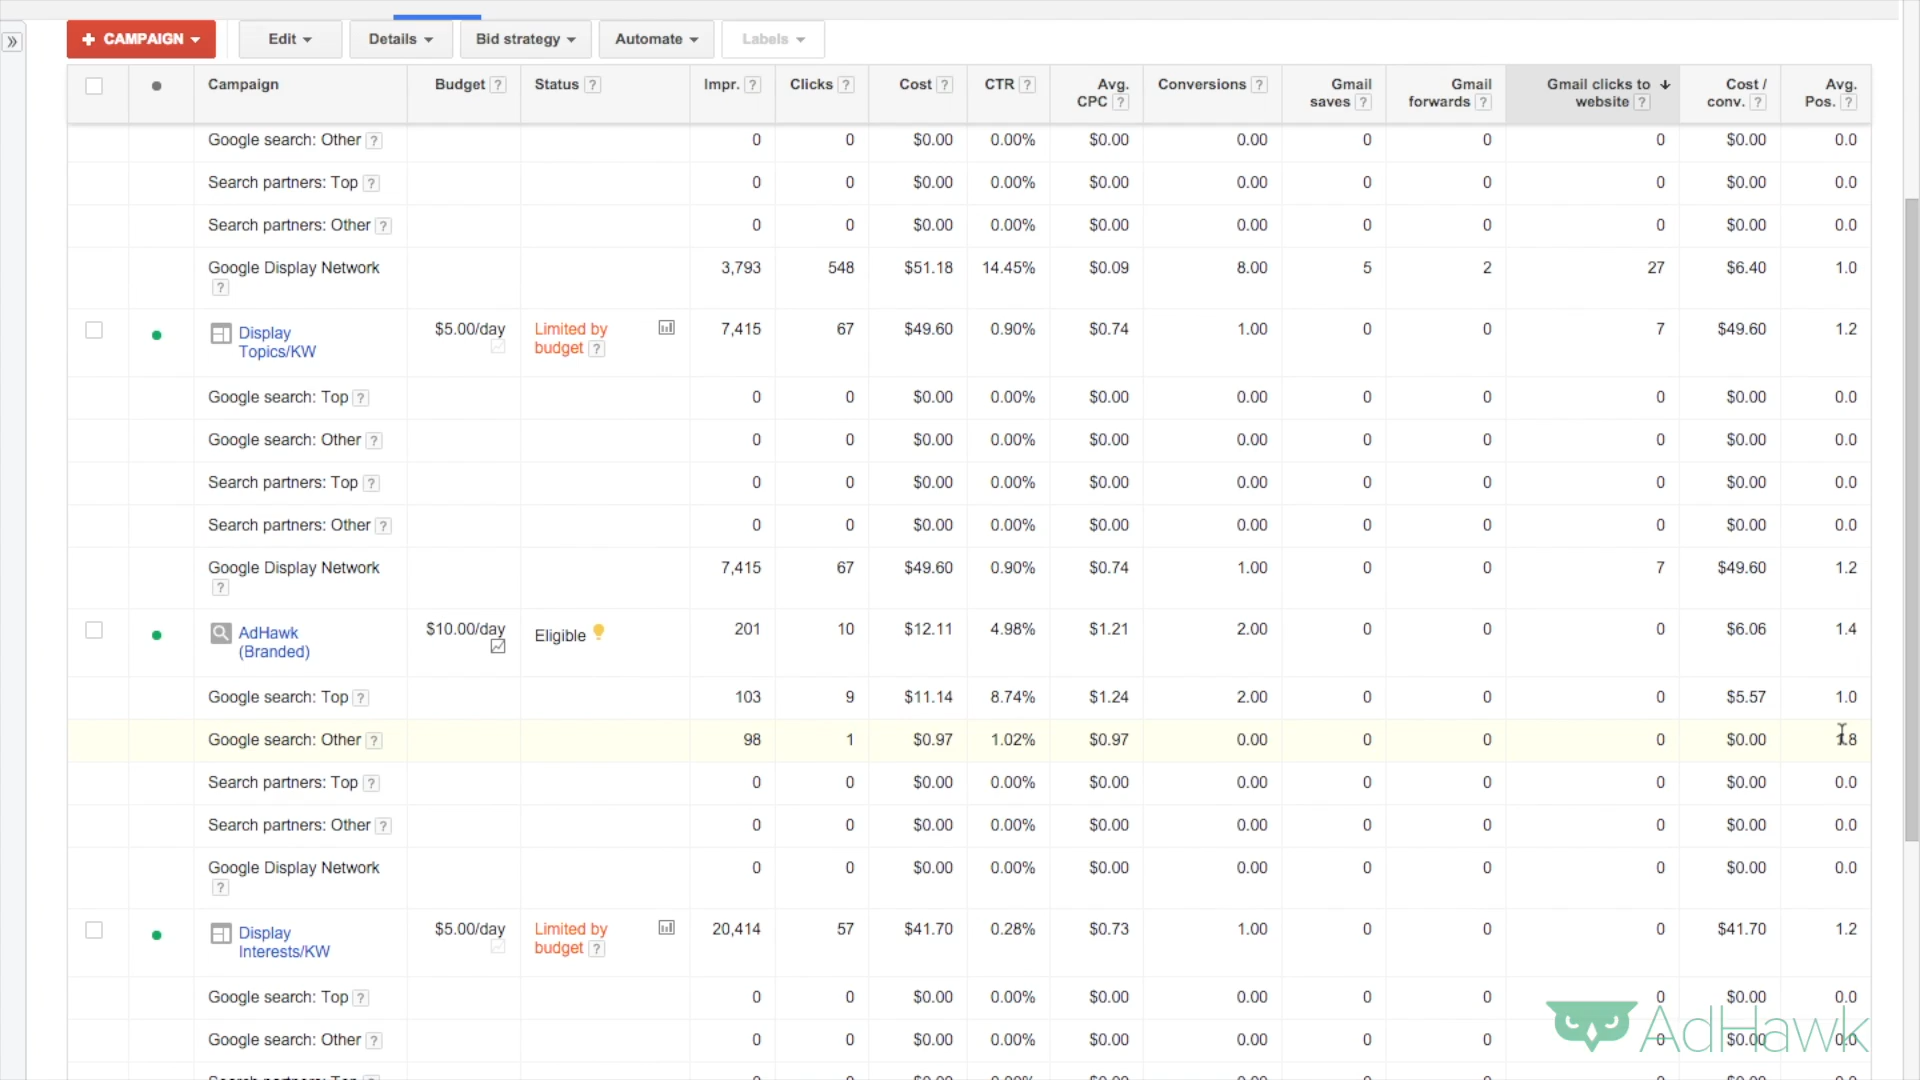 »
+ CAMPAIGN Edit Details Bid strategy Automate Labels
Campaign Budget ? Status ? Impr. ? Clicks ? Cost ? CTR ? Avg. CPC ? Conversions ? Gmail saves ? Gmail forwards ? Gmail clicks to website ? Cost / conv. ? Avg. Pos. ?
Google search: Other ? 0 0 $0.00 0.00% $0.00 0.00 0 0 0 $0.00 0.0
Search partners: Top ? 0 0 $0.00 0.00% $0.00 0.00 0 0 0 $0.00 0.0
Search partners: Other ? 0 0 $0.00 0.00% $0.00 0.00 0 0 0 $0.00 0.0
Google Display Network ? 3,793 548 $51.18 14.45% $0.09 8.00 5 2 27 $6.40 1.0
Display Topics/KW $5.00/day Limited by budget ? 7,415 67 $49.60 0.90% $0.74 1.00 0 0 7 $49.60 1.2
Google search: Top ? 0 0 $0.00 0.00% $0.00 0.00 0 0 0 $0.00 0.0
Google search: Other ? 0 0 $0.00 0.00% $0.00 0.00 0 0 0 $0.00 0.0
Search partners: Top ? 0 0 $0.00 0.00% $0.00 0.00 0 0 0 $0.00 0.0
Search partners: Other ? 0 0 $0.00 0.00% $0.00 0.00 0 0 0 $0.00 0.0
Google Display Network ? 7,415 67 $49.60 0.90% $0.74 1.00 0 0 7 $49.60 1.2
AdHawk (Branded) $10.00/day Eligible 201 10 $12.11 4.98% $1.21 2.00 0 0 0 $6.06 1.4
Google search: Top ? 103 9 $11.14 8.74% $1.24 2.00 0 0 0 $5.57 1.0
Google search: Other ? 98 1 $0.97 1.02% $0.97 0.00 0 0 0 $0.00 1.8
Search partners: Top ? 0 0 $0.00 0.00% $0.00 0.00 0 0 0 $0.00 0.0
Search partners: Other ? 0 0 $0.00 0.00% $0.00 0.00 0 0 0 $0.00 0.0
Google Display Network ? 0 0 $0.00 0.00% $0.00 0.00 0 0 0 $0.00 0.0
Display Interests/KW $5.00/day Limited by budget ? 20,414 57 $41.70 0.28% $0.73 1.00 0 0 0 $41.70 1.2
Google search: Top ? 0 0 $0.00 0.00% $0.00 0.00 0 0 0 $0.00 0.0
Google search: Other ? 0 0 $0.00 0.00% $0.00 0.00 0 0 0 $0.00 0.0
AdHawk